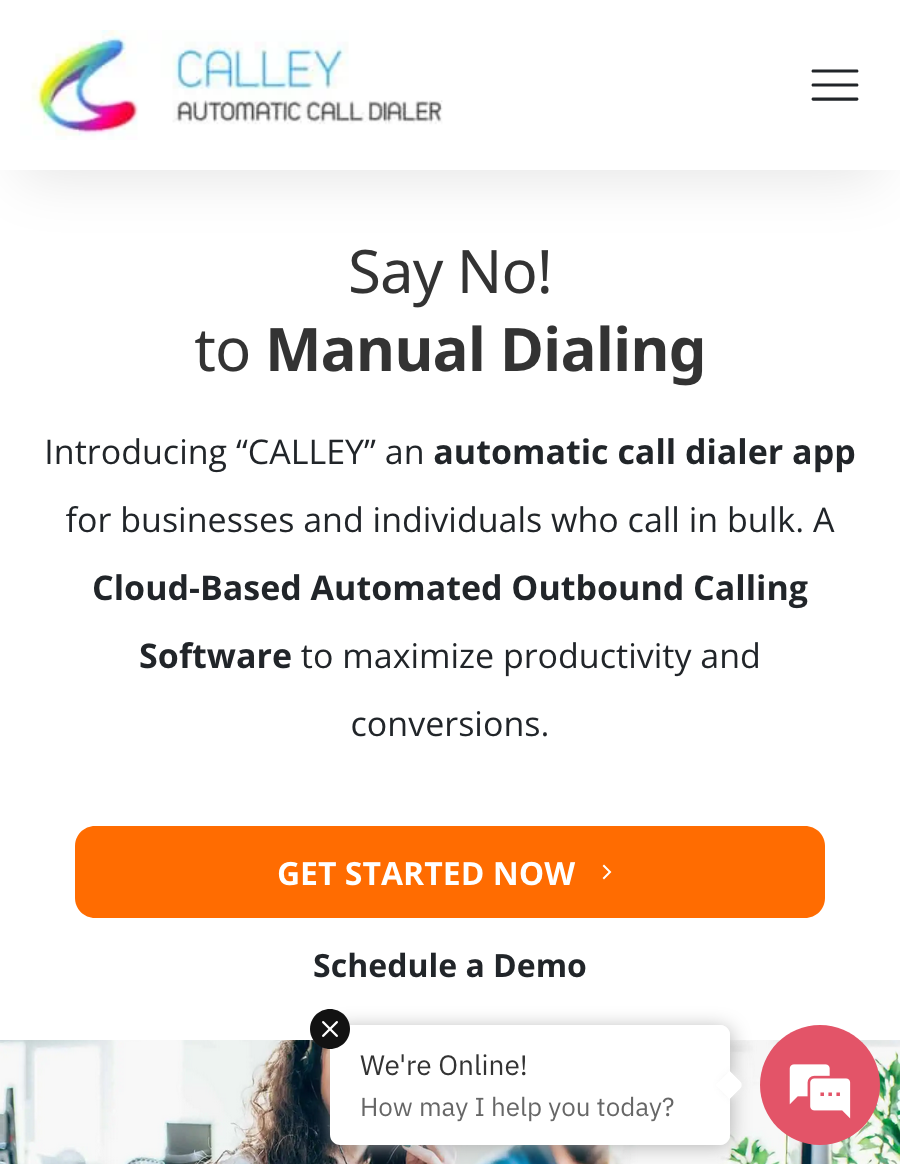 CALLEY
AUTOMATIC CALL DIALER
Say No!
to Manual Dialing
Introducing “CALLEY” an automatic call dialer app
for businesses and individuals who call in bulk. A
Cloud-Based Automated Outbound Calling
Software to maximize productivity and
conversions.
GET STARTED NOW
Schedule a Demo
We're Online!
How may I help you today?